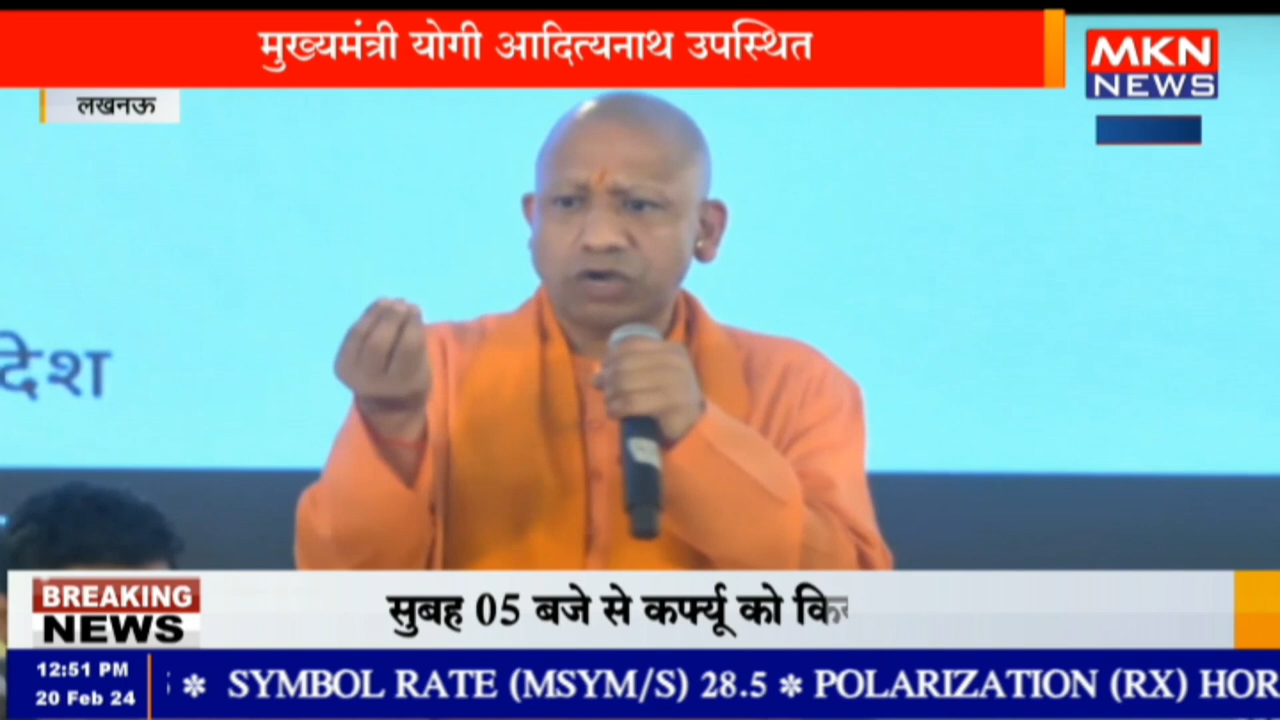 मुख्यमंत्री योगी आदित्यनाथ उपस्थित
MKN
NEWS
लखनऊ
देश
BREAKING
NEWS
सुबह 05 बजे से कर्फ्यू को
12:51 PM
20 Feb 24
* SYMBOL RATE (MSYM/S) 28.5 * POLARIZATION (RX) HOR